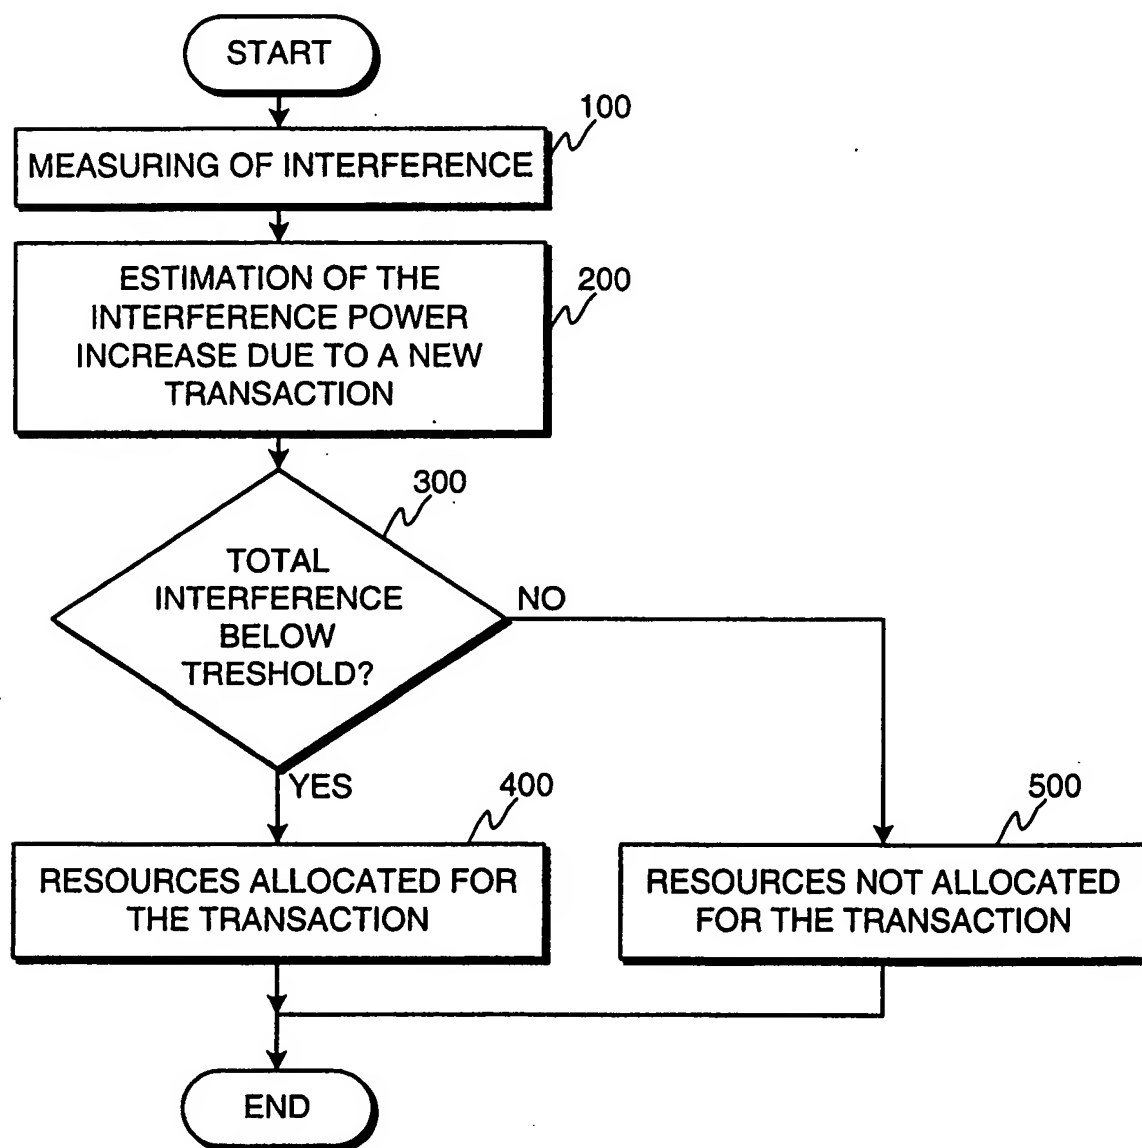 START
100
MEASURING OF INTERFERENCE
200
ESTIMATION OF THE
INTERFERENCE POWER
INCREASE DUE TO A NEW
TRANSACTION
300
TOTAL
INTERFERENCE
BELOW
TRESHOLD?
NO
YES
400
RESOURCES ALLOCATED FOR
THE TRANSACTION
500
RESOURCES NOT ALLOCATED
FOR THE TRANSACTION
END